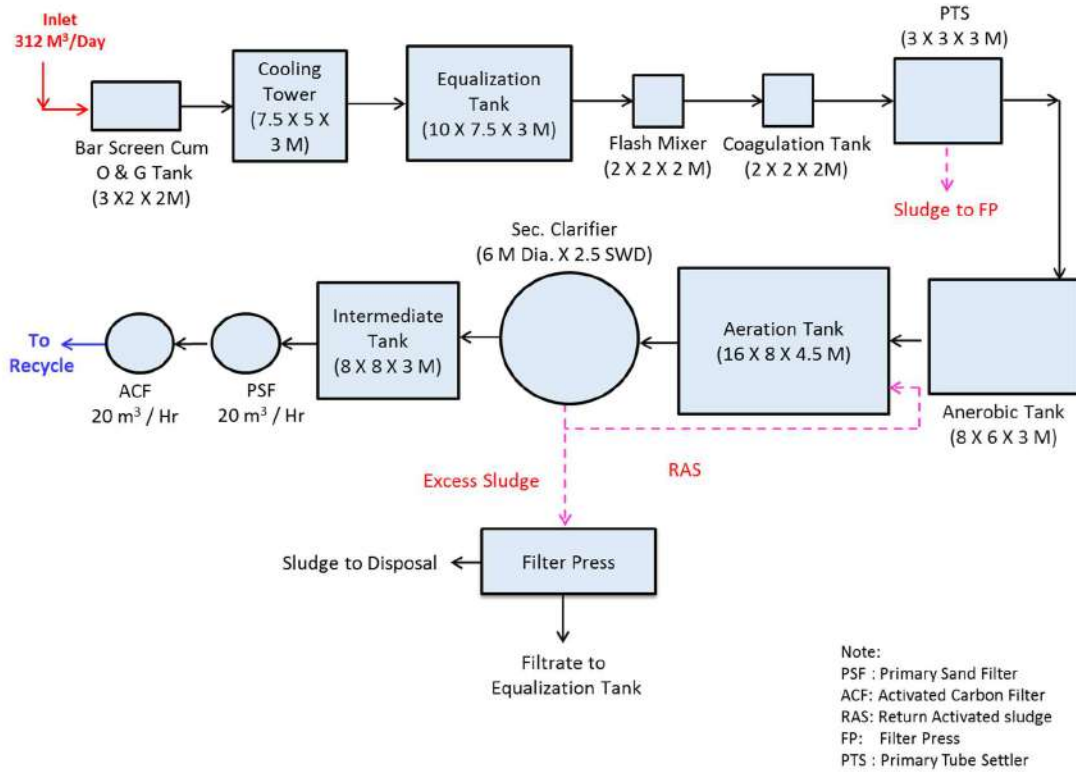 Inlet
312 M³/Day
Bar Screen Cum
O & G Tank
(3 X2 X 2M)
Cooling
Tower
(7.5 X 5 X
3 M)
Equalization
Tank
(10 X 7.5 X 3 M)
Flash Mixer
(2 X 2 X 2 M)
Coagulation Tank
(2 X 2 X 2M)
PTS
(3 X 3 X 3 M)
Sludge to FP
Anerobic Tank
(8 X 6 X 3 M)
Aeration Tank
(16 X 8 X 4.5 M)
Sec. Clarifier
(6 M Dia. X 2.5 SWD)
Intermediate
Tank
(8 X 8 X 3 M)
PSF
20 m³ / Hr
ACF
20 m³ / Hr
To
Recycle
Excess Sludge
RAS
Filter Press
Sludge to Disposal
Filtrate to
Equalization Tank
Note:
PSF : Primary Sand Filter
ACF: Activated Carbon Filter
RAS: Return Activated sludge
FP: Filter Press
PTS : Primary Tube Settler